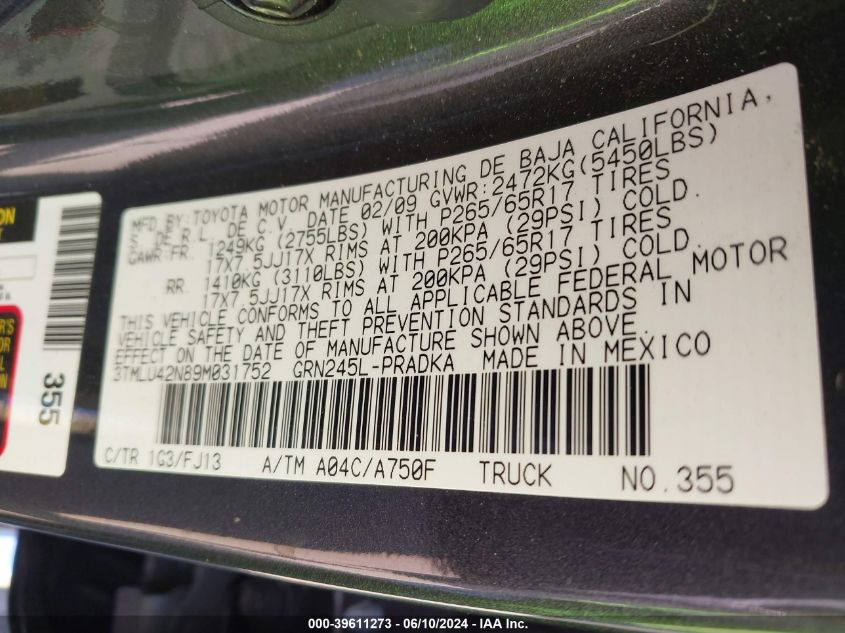 MFD.BY:TOYOTA MOTOR MANUFACTURING DE BAJA CALIFORNIA,
S. DE R.L. DE C.V. DATE 02/09 GVWR:2472KG(5450LBS)
GAWR FR. 1249KG (2755LBS) WITH P265/65R17 TIRES
17X7.5JJ17X RIMS AT 200KPA (29PSI) COLD.
RR. 1410KG (3110LBS) WITH P265/65R17 TIRES
17X7.5JJ17X RIMS AT 200KPA (29PSI) COLD.
THIS VEHICLE CONFORMS TO ALL APPLICABLE FEDERAL MOTOR
VEHICLE SAFETY AND THEFT PREVENTION STANDARDS IN
EFFECT ON THE DATE OF MANUFACTURE SHOWN ABOVE.
3TMLU42N89M031752 GRN245L-PRADKA MADE IN MEXICO
C/TR 1G3/FJ13 A/TM A04C/A750F TRUCK NO.355
355
000-39611273 - 06/10/2024 - IAA Inc.